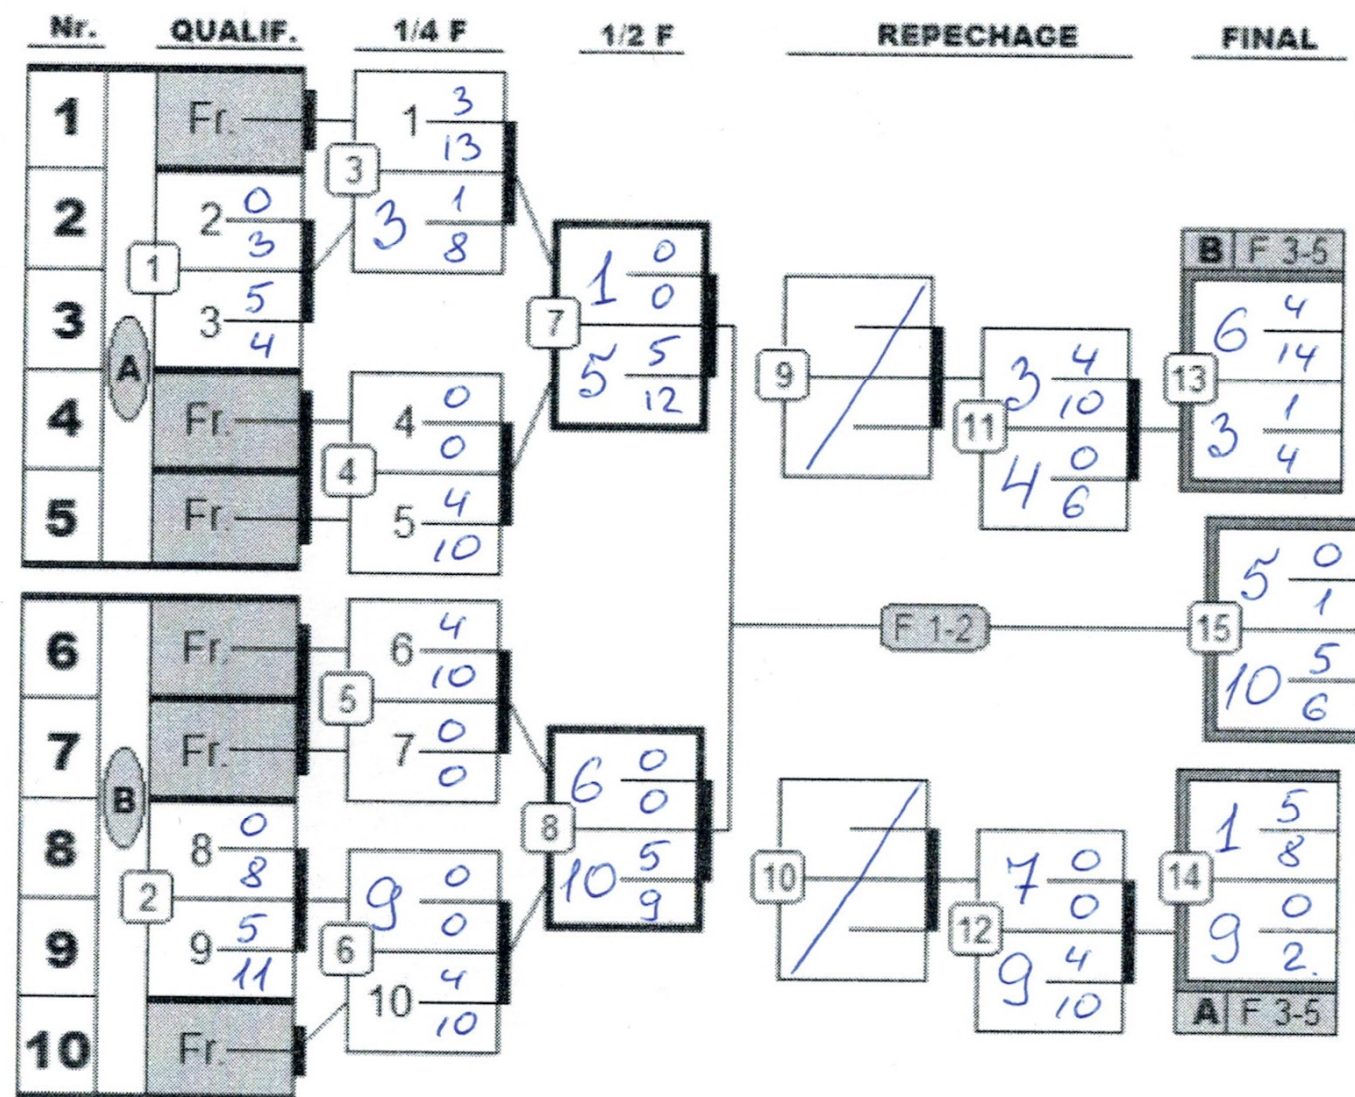 Nr. QUALIF. 1/4 F 1/2 F REPECHAGE FINAL
1 Fr. 1 3 13
3
2 2 0 3 3 1 8
1
3 3 5 4
A
4 Fr. 4 0 0
4
5 Fr. 5 4 10
6 Fr. 6 4 10
5
7 Fr. 7 0 0
B
8 8 0 8
2
9 9 5 11
9 0 0
6
10 4 10
10 Fr.
1 0 0
7
5 5 12
6 0 0
8
10 5 9
9
3 4 10
11
4 0 6
10
7 0 0
12
9 4 10
B F 3-5
6 4 14
13
3 1 4
F 1-2
5 0 1
15
10 5 6
1 5 8
14
9 0 2.
A F 3-5